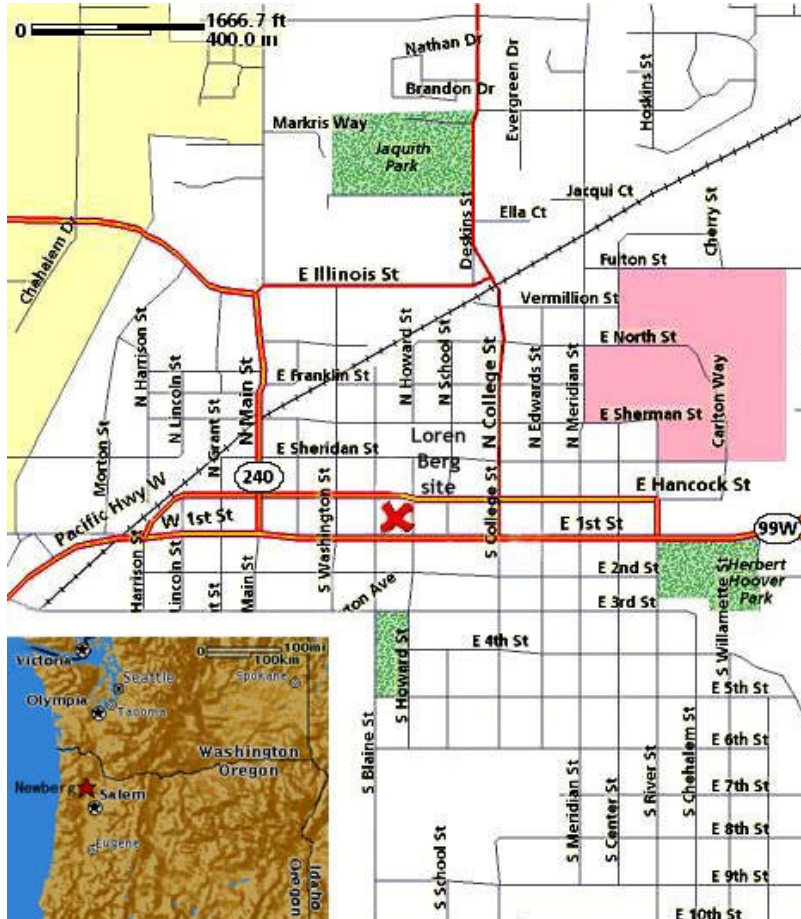 0 1666.7 ft
400.0 m
Nathan Dr
Brandon Dr
Evergreen Dr
Hoskins St
Markris Way
Jaquith
Park
Jacqui Ct
Ella Ct
Deskins St
Cherry St
Chehalem Dr
Fulton St
E Illinois St
Vermillion St
N Harrison St
N Lincoln St
N Grant St
N Main St
N Howard St
N School St
N College St
N Edwards St
N Meridian St
E North St
Carlton Way
E Franklin St
E Sherman St
Morton St
E Sheridan St
Loren
Berg
site
240
E Hancock St
Pacific Hwy W
W 1st St
S Washington St
S College St
E 1st St
99W
Harrison St
Lincoln St
nt St
Main St
ton Ave
E 2nd St
Herbert
Hoover
Park
E 3rd St
S Willamette St
S Howard St
E 4th St
E 5th St
S Blaine St
E 6th St
S Meridian St
S Center St
S River St
S Chehalem St
E 7th St
E 8th St
S School St
E 9th St
E 10th St
0 100mi
100km
Victoria
Seattle
Spokane
Olympia
Tacoma
Washington
Oregon
Newberg
Salem
Eugene
Idaho
Oregon